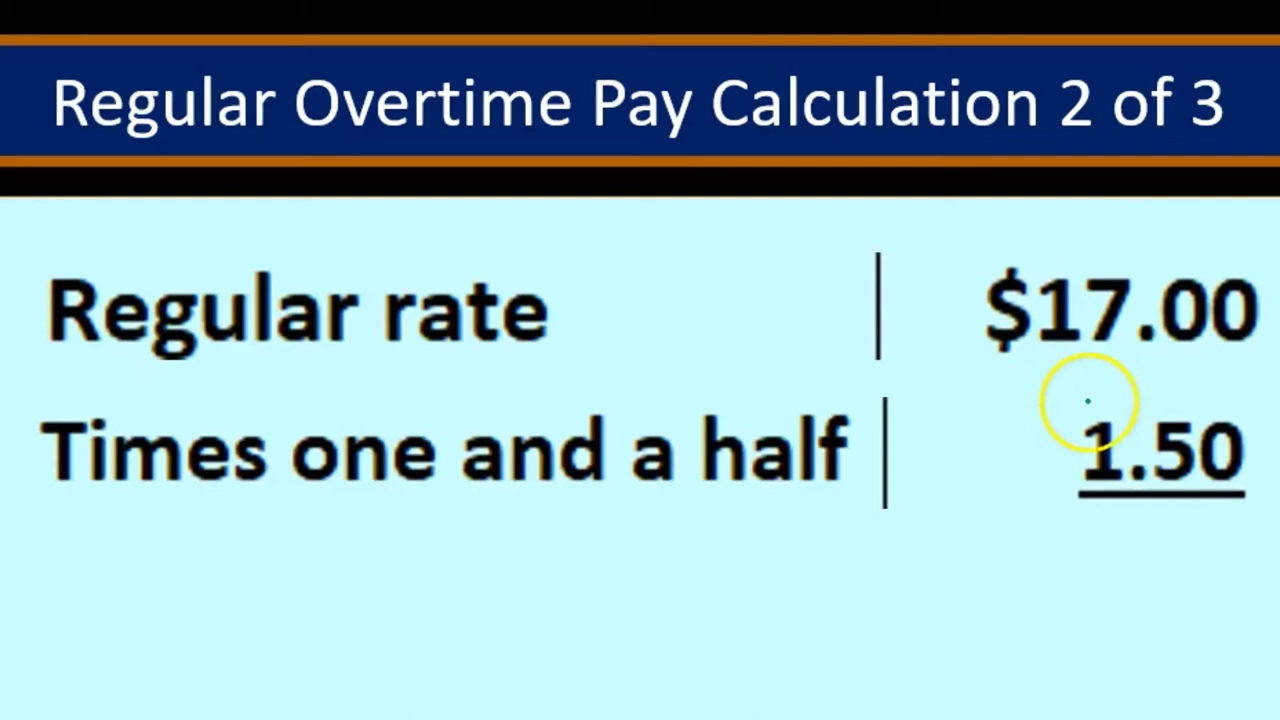 Regular Overtime Pay Calculation 2 of 3
Regular rate $17.00
Times one and a half 1.50